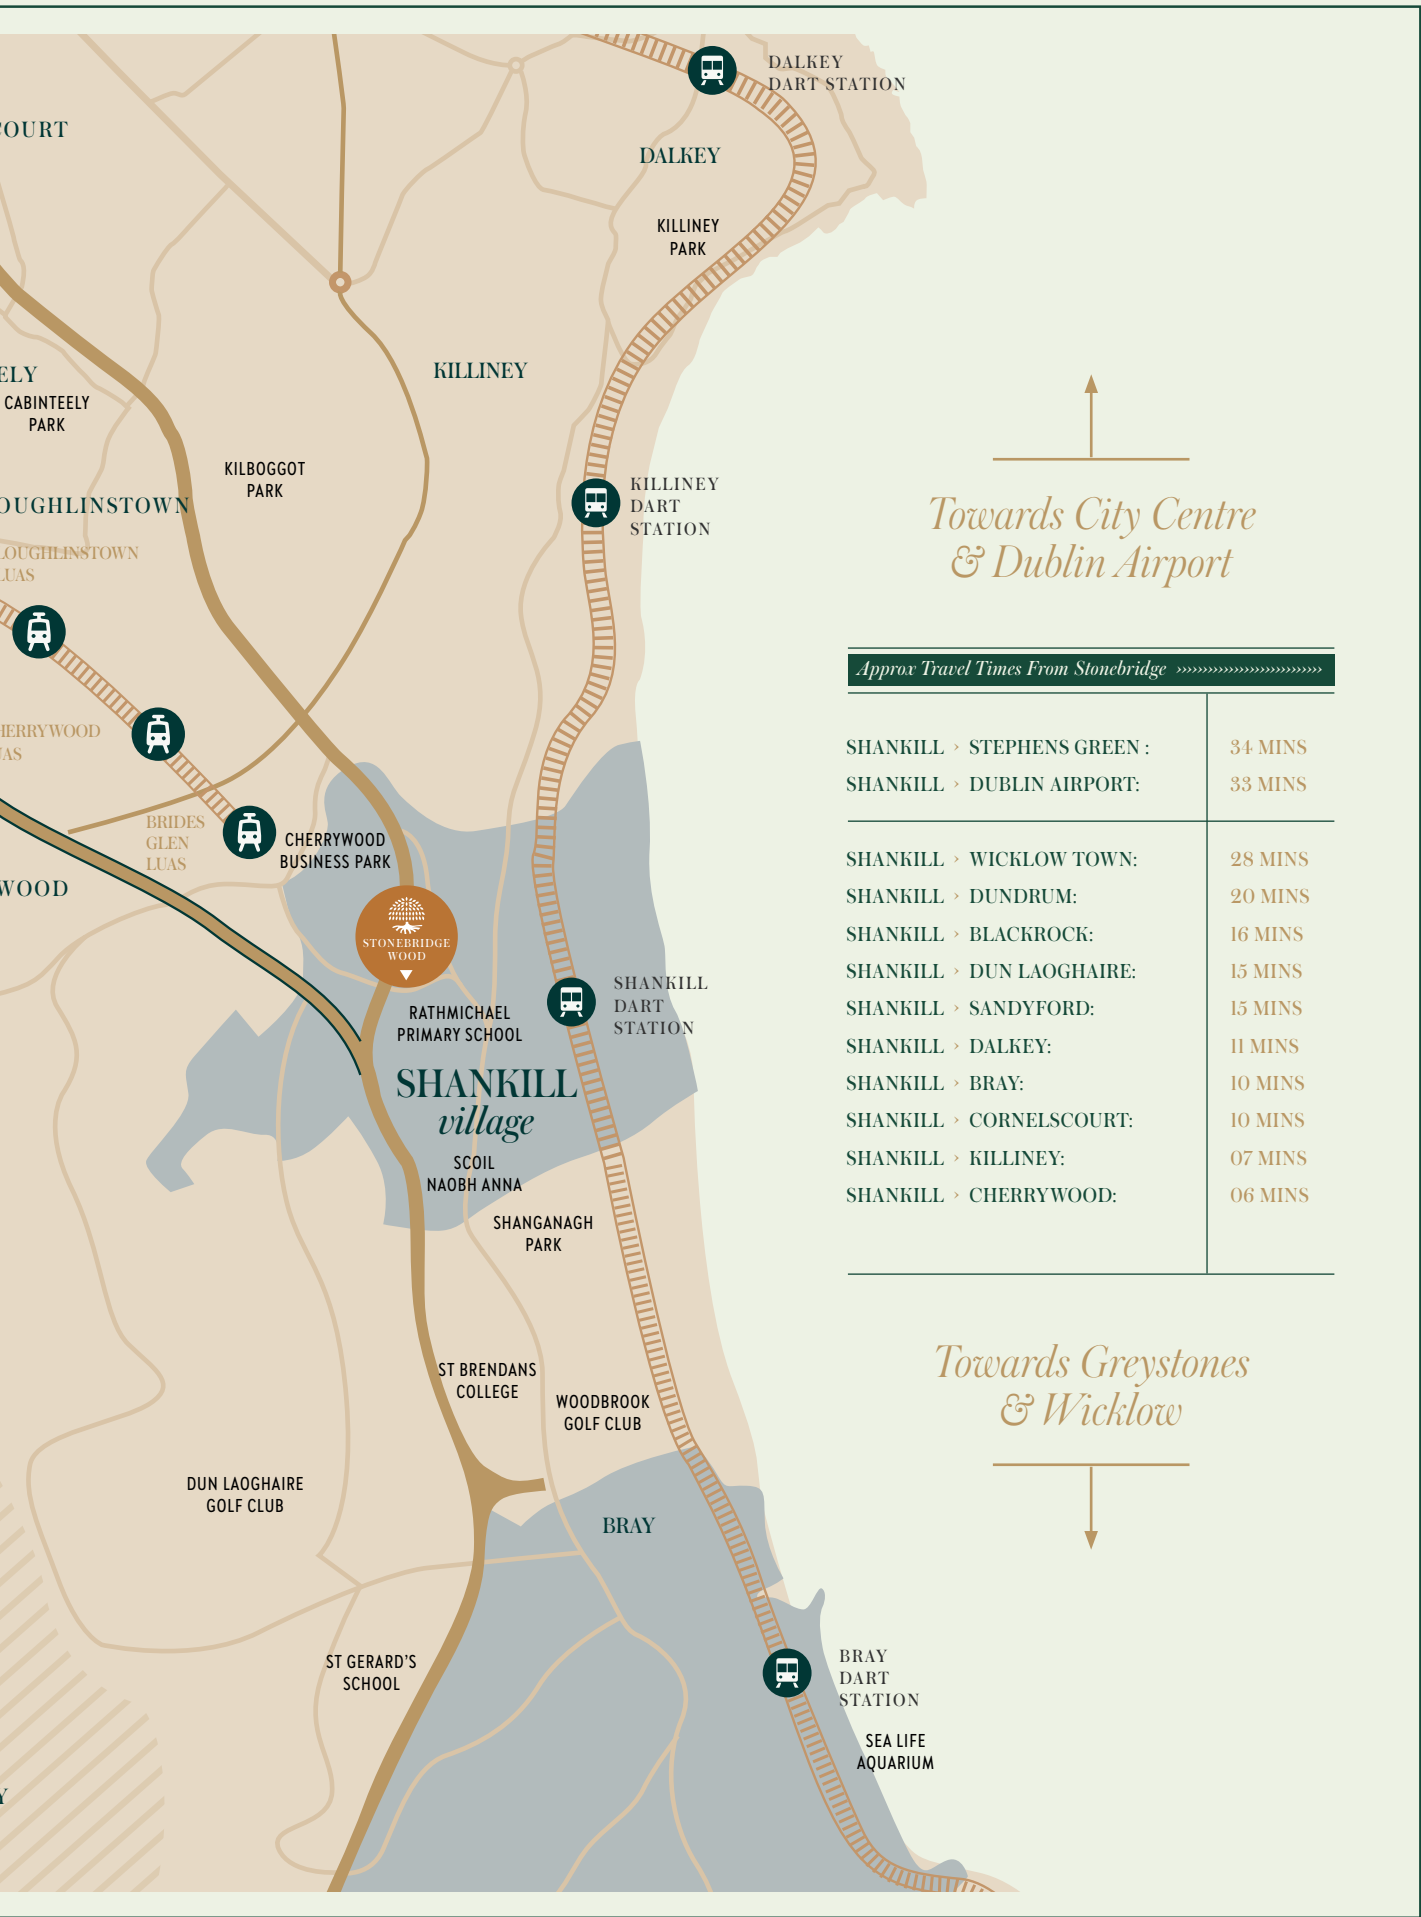 DALKEY
DART STATION
COURT
DALKEY
KILLINEY
PARK
KILLINEY
ELY
CABINTEELY
PARK
KILBOGGOT
PARK
KILLINEY
DART
STATION
OUGHLINSTOWN
LOUGHLINSTOWN
LUAS
HERRYWOOD
UAS
BRIDES
GLEN
LUAS
CHERRYWOOD
BUSINESS PARK
WOOD
STONEBRIDGE
WOOD
SHANKILL
DART
STATION
RATHMICHAEL
PRIMARY SCHOOL
SHANKILL
village
SCOIL
NAOBH ANNA
SHANGANAGH
PARK
ST BRENDANS
COLLEGE
WOODBROOK
GOLF CLUB
DUN LAOGHAIRE
GOLF CLUB
BRAY
ST GERARD'S
SCHOOL
BRAY
DART
STATION
SEA LIFE
AQUARIUM
Y
Towards City Centre
& Dublin Airport
Approx Travel Times From Stonebridge ››››››››››››››››››››››››››››
SHANKILL › STEPHENS GREEN : 34 MINS
SHANKILL › DUBLIN AIRPORT: 33 MINS
SHANKILL › WICKLOW TOWN: 28 MINS
SHANKILL › DUNDRUM: 20 MINS
SHANKILL › BLACKROCK: 16 MINS
SHANKILL › DUN LAOGHAIRE: 15 MINS
SHANKILL › SANDYFORD: 15 MINS
SHANKILL › DALKEY: 11 MINS
SHANKILL › BRAY: 10 MINS
SHANKILL › CORNELSCOURT: 10 MINS
SHANKILL › KILLINEY: 07 MINS
SHANKILL › CHERRYWOOD: 06 MINS
Towards Greystones
& Wicklow